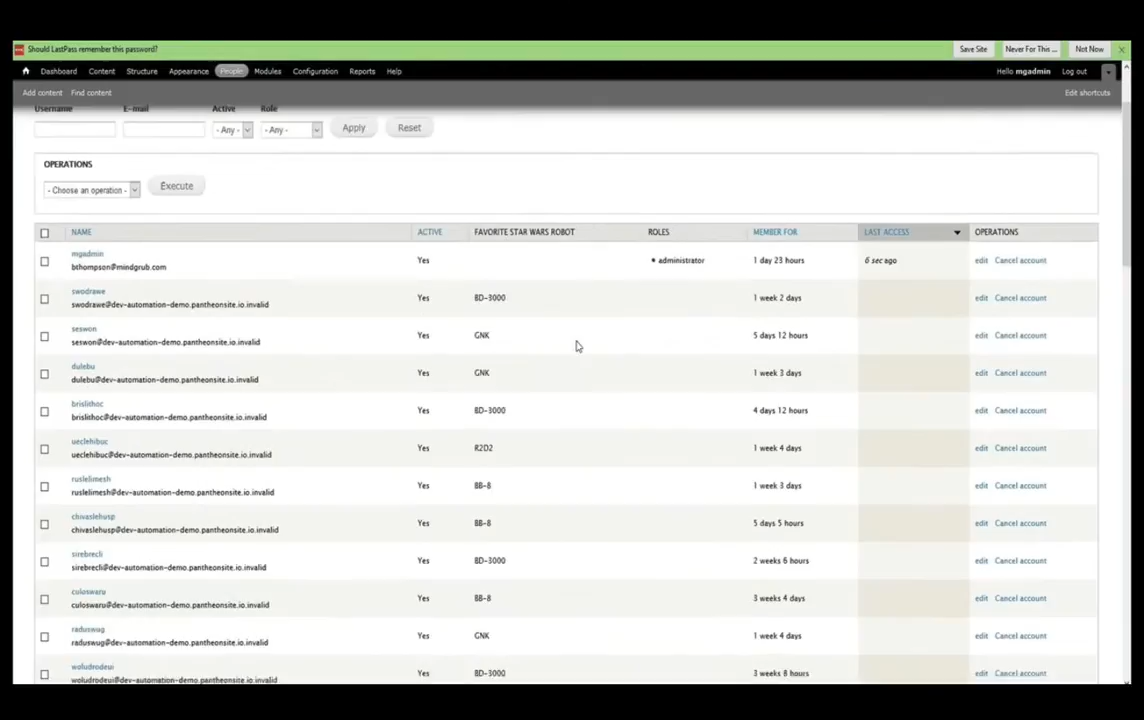 Should LastPass remember this password? Save Site Never For This ... Not Now
Dashboard Content Structure Appearance People Modules Configuration Reports Help Hello mgadmin Log out
Add content Find content Edit shortcuts
Username E-mail Active Role
- Any - - Any - Apply Reset
OPERATIONS
- Choose an operation - Execute
NAME ACTIVE FAVORITE STAR WARS ROBOT ROLES MEMBER FOR LAST ACCESS OPERATIONS
mgadmin
bthompson@mindgrub.com Yes administrator 1 day 23 hours 6 sec ago edit Cancel account
swodrawe
swodrawe@dev-automation-demo.pantheonsite.io.invalid Yes BD-3000 1 week 2 days edit Cancel account
seswon
seswon@dev-automation-demo.pantheonsite.io.invalid Yes GNK 5 days 12 hours edit Cancel account
dulebu
dulebu@dev-automation-demo.pantheonsite.io.invalid Yes GNK 1 week 3 days edit Cancel account
brislithoc
brislithoc@dev-automation-demo.pantheonsite.io.invalid Yes BD-3000 4 days 12 hours edit Cancel account
ueclehibuc
ueclehibuc@dev-automation-demo.pantheonsite.io.invalid Yes R2D2 1 week 4 days edit Cancel account
ruslelimesh
ruslelimesh@dev-automation-demo.pantheonsite.io.invalid Yes BB-8 1 week 3 days edit Cancel account
chivaslehusp
chivaslehusp@dev-automation-demo.pantheonsite.io.invalid Yes BB-8 5 days 5 hours edit Cancel account
sirebrecli
sirebrecli@dev-automation-demo.pantheonsite.io.invalid Yes BD-3000 2 weeks 6 hours edit Cancel account
culoswaru
culoswaru@dev-automation-demo.pantheonsite.io.invalid Yes BB-8 3 weeks 4 days edit Cancel account
raduswug
raduswug@dev-automation-demo.pantheonsite.io.invalid Yes GNK 1 week 4 days edit Cancel account
woludrodeui
woludrodeui@dev-automation-demo.pantheonsite.io.invalid Yes BD-3000 3 weeks 8 hours edit Cancel account